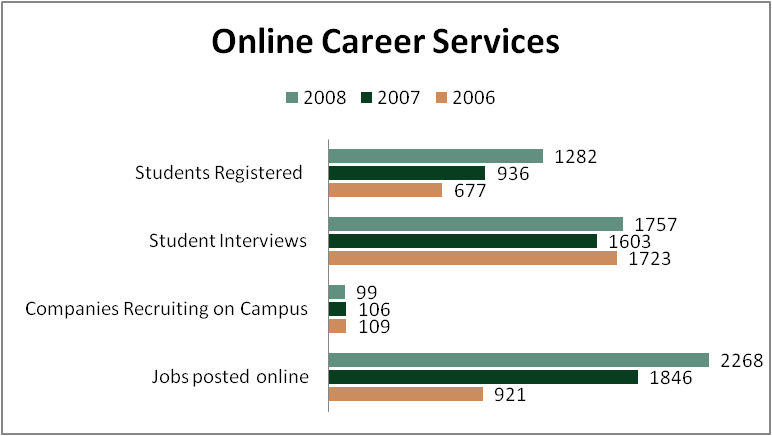 Online Career Services
2008 2007 2006
Students Registered
1282
936
677
Student Interviews
1757
1603
1723
Companies Recruiting on Campus
99
106
109
Jobs posted online
2268
1846
921